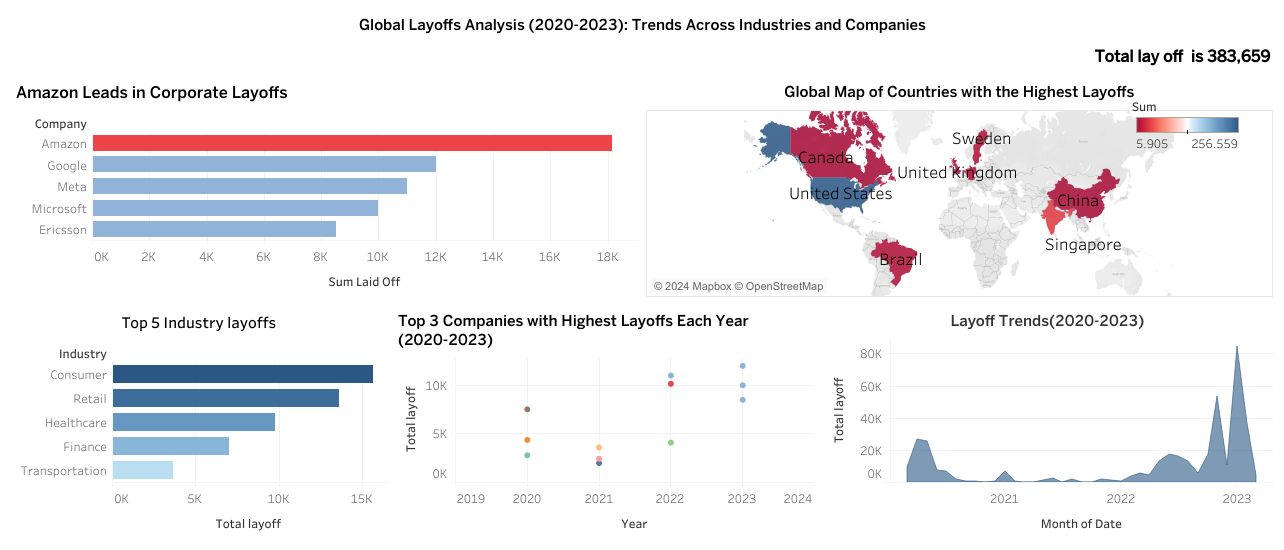 Global Layoffs Analysis (2020-2023): Trends Across Industries and Companies
Total lay off is 383,659
Amazon Leads in Corporate Layoffs
Company
Amazon
Google
Meta
Microsoft
Ericsson
0K 2K 4K 6K 8K 10K 12K 14K 16K 18K
Sum Laid Off
Global Map of Countries with the Highest Layoffs
Sum
5.905 256.559
Sweden
Canada
United Kingdom
United States
China
Singapore
Brazil
© 2024 Mapbox © OpenStreetMap
Top 5 Industry layoffs
Industry
Consumer
Retail
Healthcare
Finance
Transportation
0K 5K 10K 15K
Total layoff
Top 3 Companies with Highest Layoffs Each Year
(2020-2023)
Total layoff
10K
5K
0K
2019 2020 2021 2022 2023 2024
Year
Layoff Trends(2020-2023)
Total layoff
80K
60K
40K
20K
0K
2021 2022 2023
Month of Date